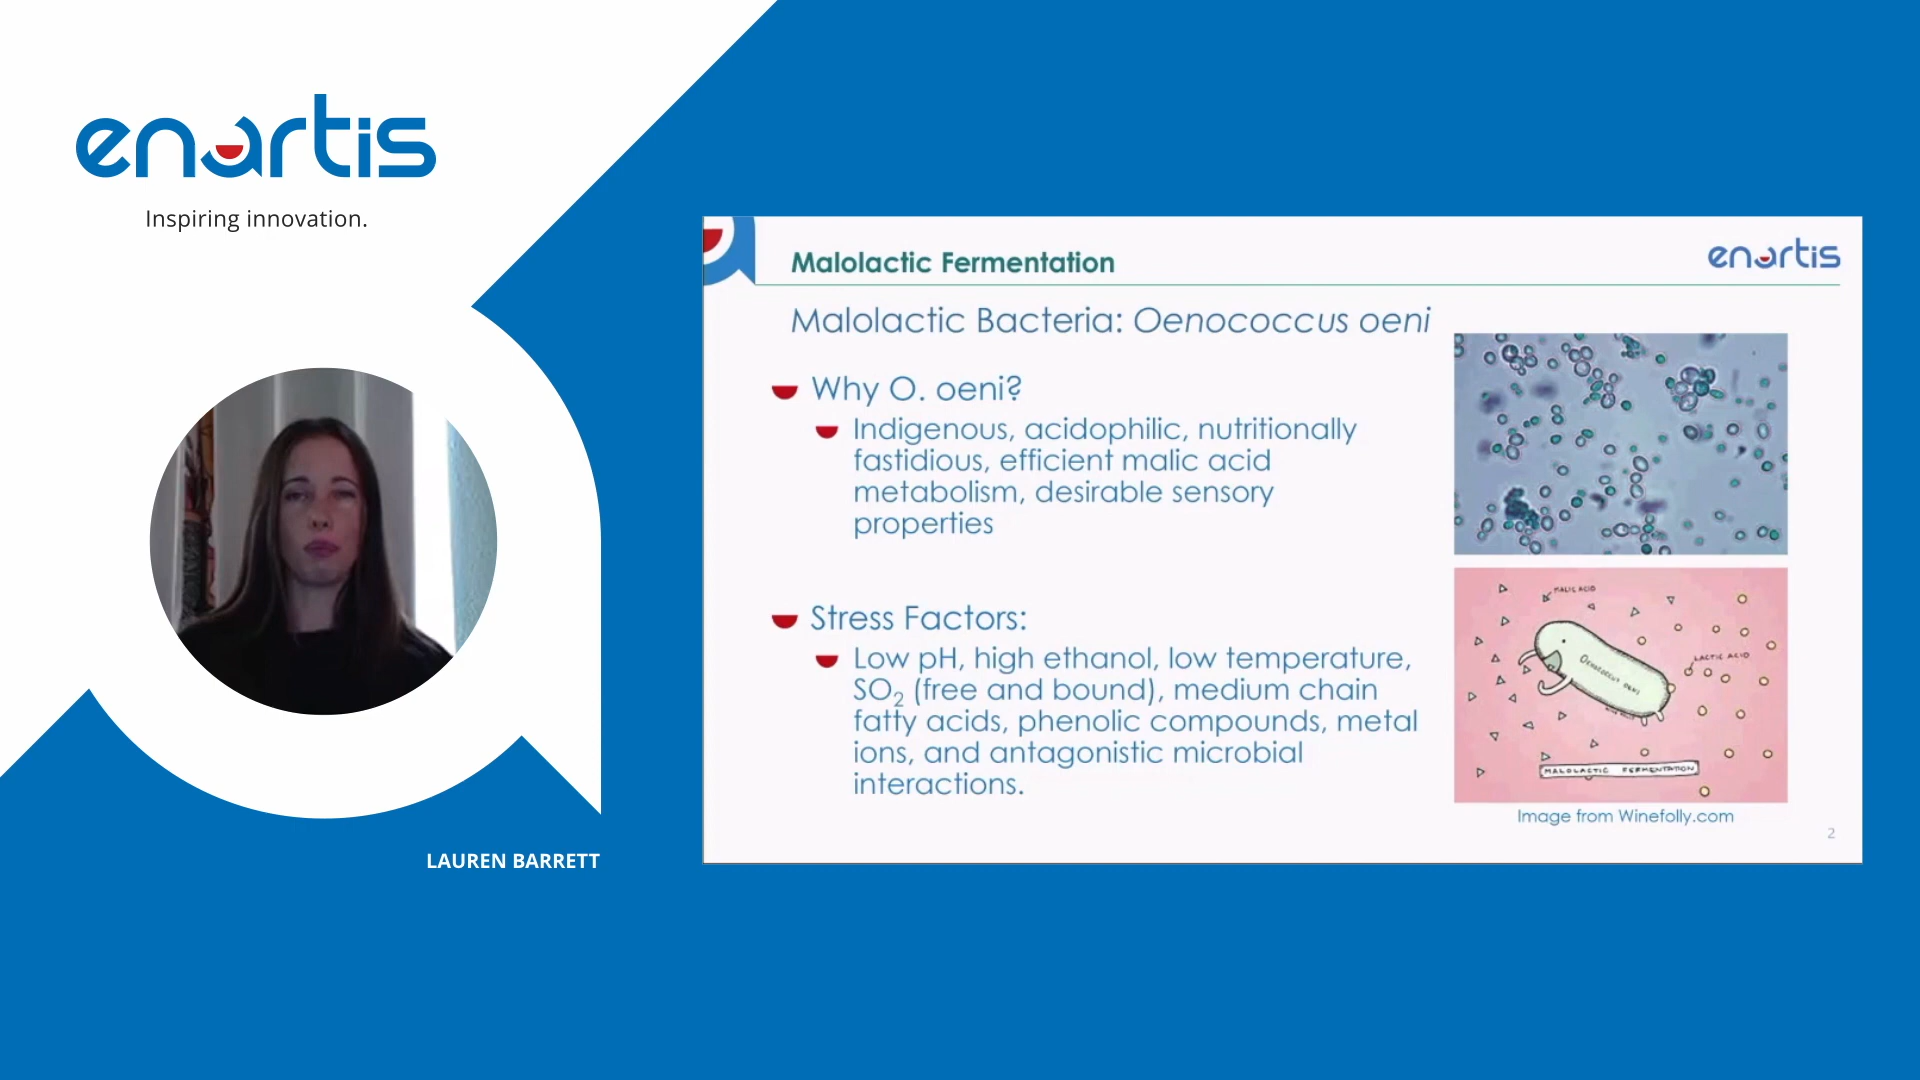 enartis
Inspiring innovation.
LAUREN BARRETT
Malolactic Fermentation
enartis
Malolactic Bacteria: Oenococcus oeni
Why O. oeni?
Indigenous, acidophilic, nutritionally
fastidious, efficient malic acid
metabolism, desirable sensory
properties
Stress Factors:
Low pH, high ethanol, low temperature,
SO₂ (free and bound), medium chain
fatty acids, phenolic compounds, metal
ions, and antagonistic microbial
interactions.
MALIC ACID
OENOCOCCUS OENI
LACTIC ACID
MALOLACTIC FERMENTATION
Image from Winefolly.com
2